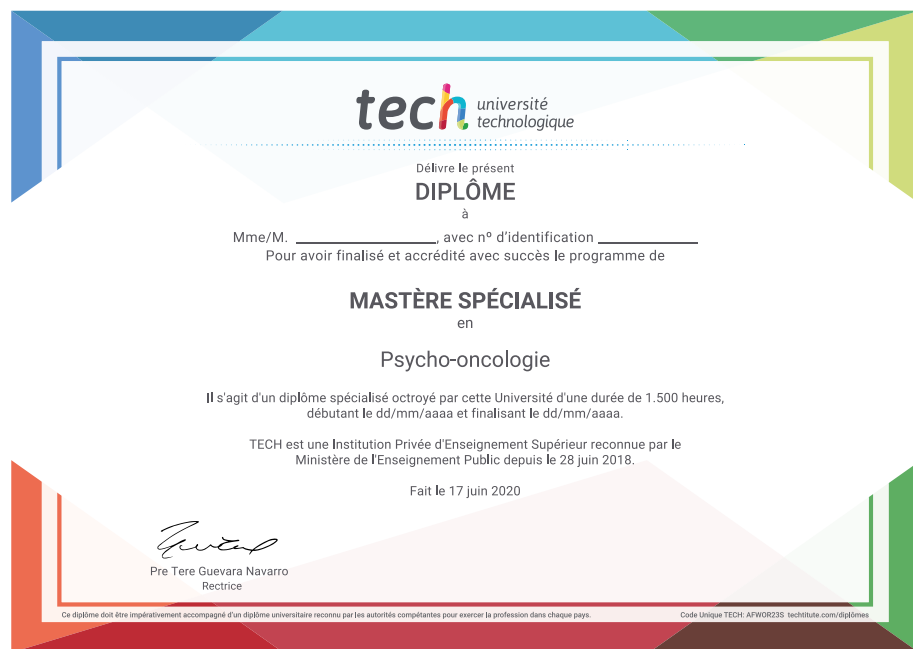 tech université
technologique
Délivre le présent
DIPLÔME
à
Mme/M. ____________, avec nº d'identification ____________
Pour avoir finalisé et accrédité avec succès le programme de
MASTÈRE SPÉCIALISÉ
en
Psycho-oncologie
Il s'agit d'un diplôme spécialisé octroyé par cette Université d'une durée de 1.500 heures,
débutant le dd/mm/aaaa et finalisant le dd/mm/aaaa.
TECH est une Institution Privée d'Enseignement Supérieur reconnue par le
Ministère de l'Enseignement Public depuis le 28 juin 2018.
Fait le 17 juin 2020
Pre Tere Guevara Navarro
Rectrice
Ce diplôme doit être impérativement accompagné d'un diplôme universitaire reconnu par les autorités compétentes pour exercer la profession dans chaque pays.
Code Unique TECH: AFWOR23S techtitute.com/diplômes